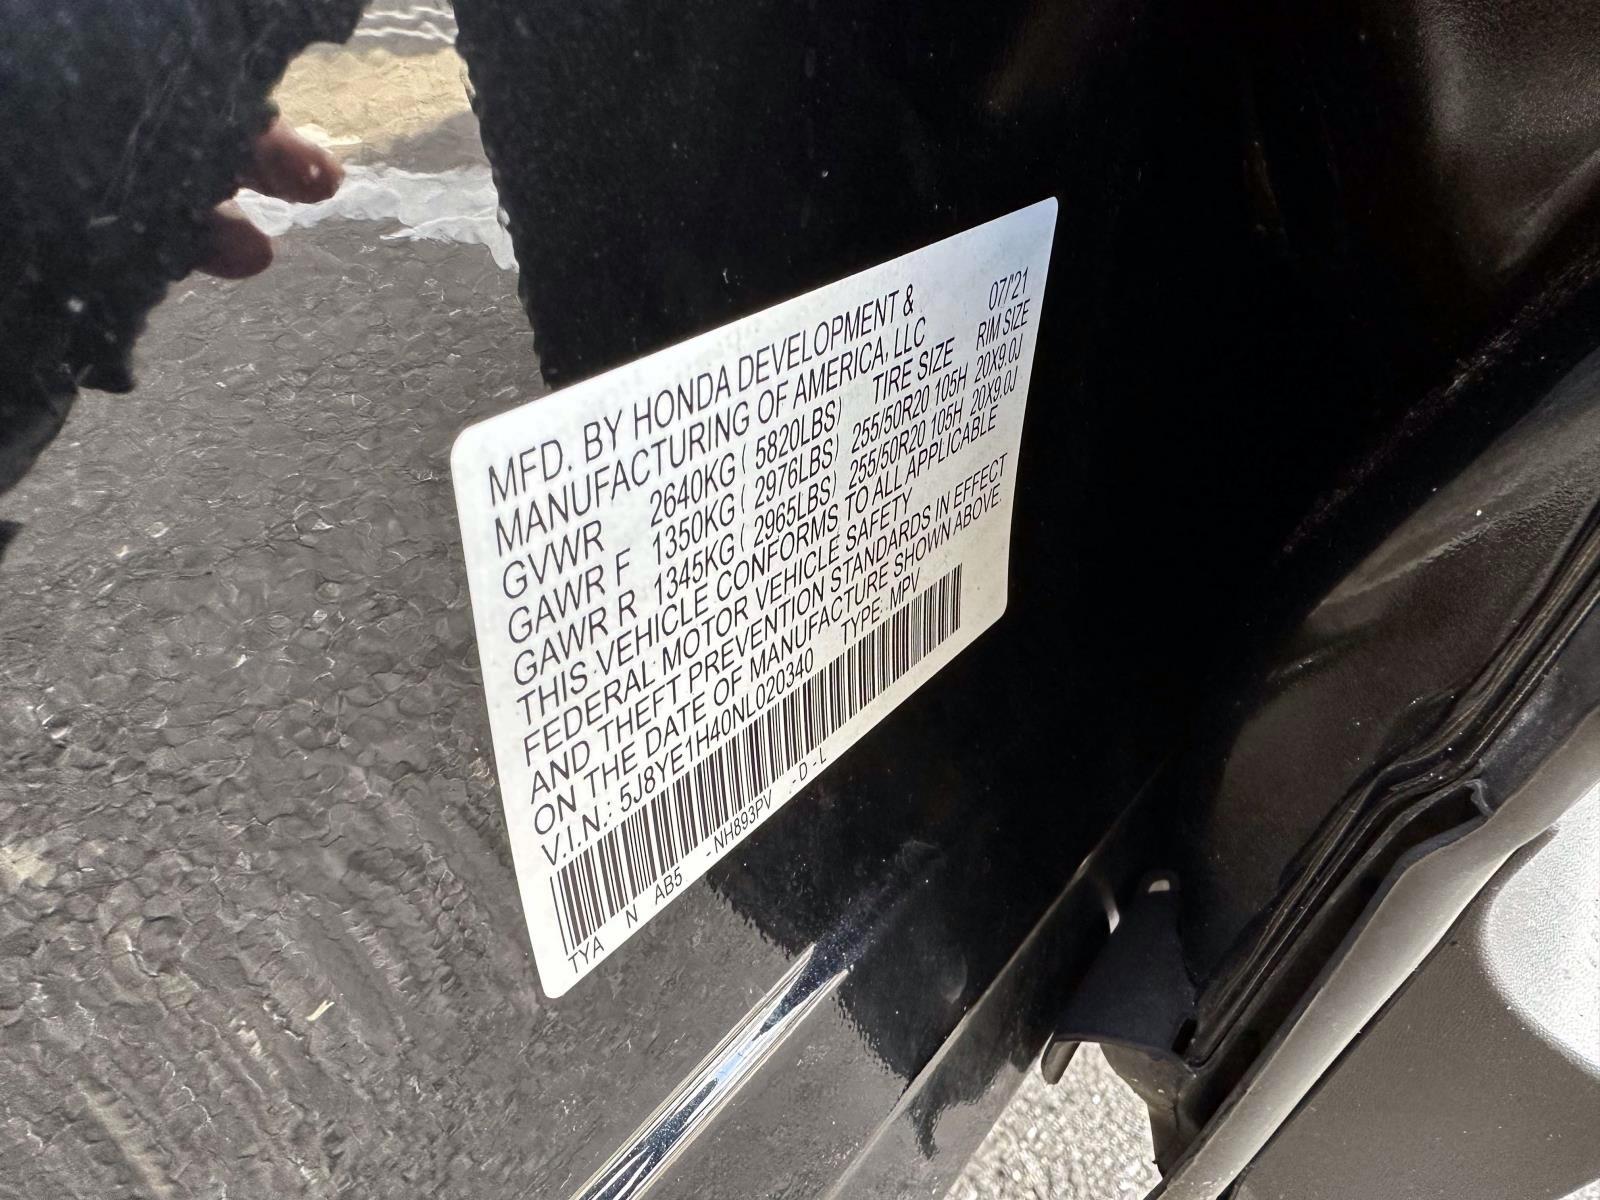 07/'21
MFD. BY HONDA DEVELOPMENT &
MANUFACTURING OF AMERICA, LLC
GVWR 2640KG ( 5820LBS) TIRE SIZE RIM SIZE
GAWR F 1350KG ( 2976LBS) 255/50R20 105H 20X9.0J
GAWR R 1345KG ( 2965LBS) 255/50R20 105H 20X9.0J
THIS VEHICLE CONFORMS TO ALL APPLICABLE
FEDERAL MOTOR VEHICLE SAFETY
AND THEFT PREVENTION STANDARDS IN EFFECT
ON THE DATE OF MANUFACTURE SHOWN ABOVE
V.I.N.: 5J8YE1H40NL020340 TYPE: MPV
TYA N AB5 -NH893PV -D-L